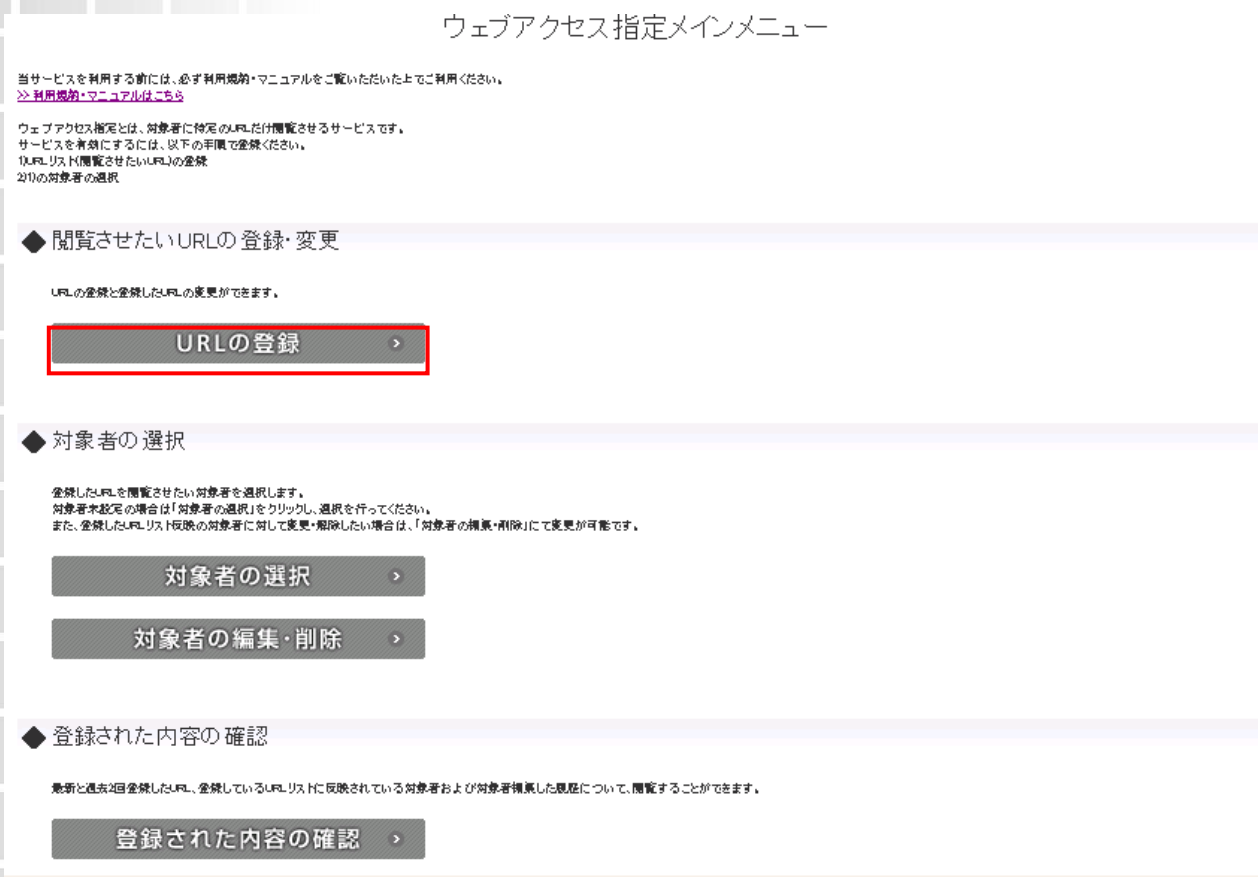 ウェブアクセス指定メインメニュー
当サービスを利用する前には、必ず利用規約・マニュアルをご覧いただいた上でご利用ください。
>> 利用規約・マニュアルはこちら
ウェブアクセス指定とは、対象者に特定のURLだけ閲覧させるサービスです。
サービスを有効にするには、以下の手順で登録ください。
1)URLリスト(閲覧させたいURL)の登録
2)1)の対象者の選択
◆ 閲覧させたいURLの登録・変更
URLの登録と登録したURLの変更ができます。
URLの登録
◆ 対象者の選択
登録したURLを閲覧させたい対象者を選択します。
対象者未設定の場合は「対象者の選択」をクリックし、選択を行ってください。
また、登録したURLリスト反映の対象者に対して変更・解除したい場合は、「対象者の編集・削除」にて変更が可能です。
対象者の選択
対象者の編集・削除
◆ 登録された内容の確認
最新と過去2回登録したURL、登録しているURLリストに反映されている対象者および対象者編集した履歴について、閲覧することができます。
登録された内容の確認